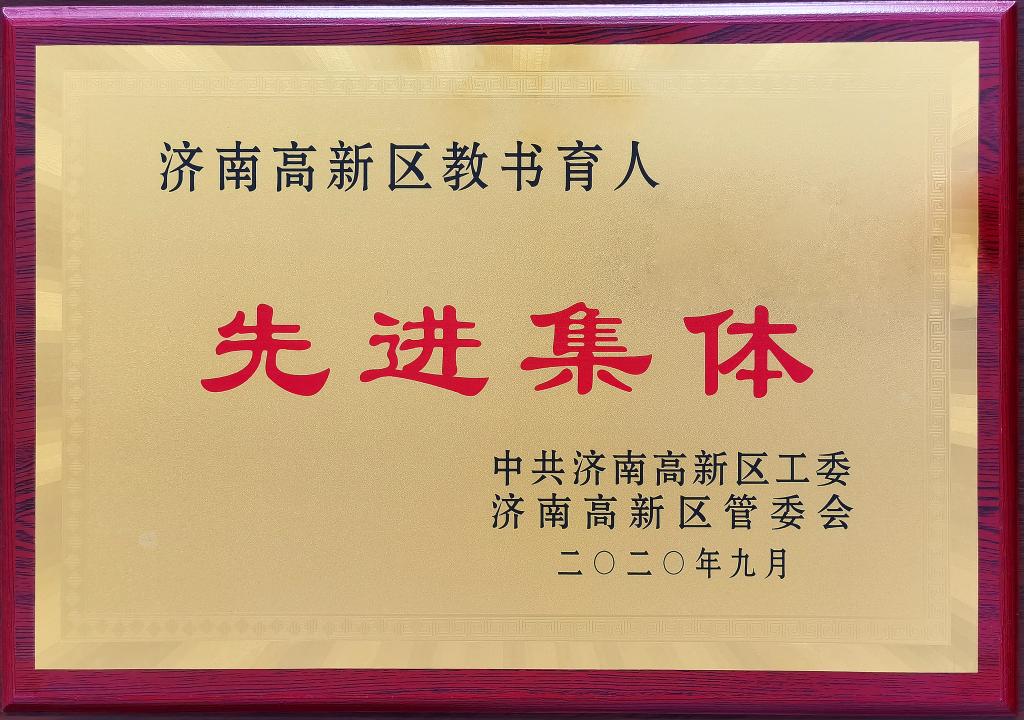 济南高新区教书育人
先进集体
中共济南高新区工委
济南高新区管委会
二〇二〇年九月